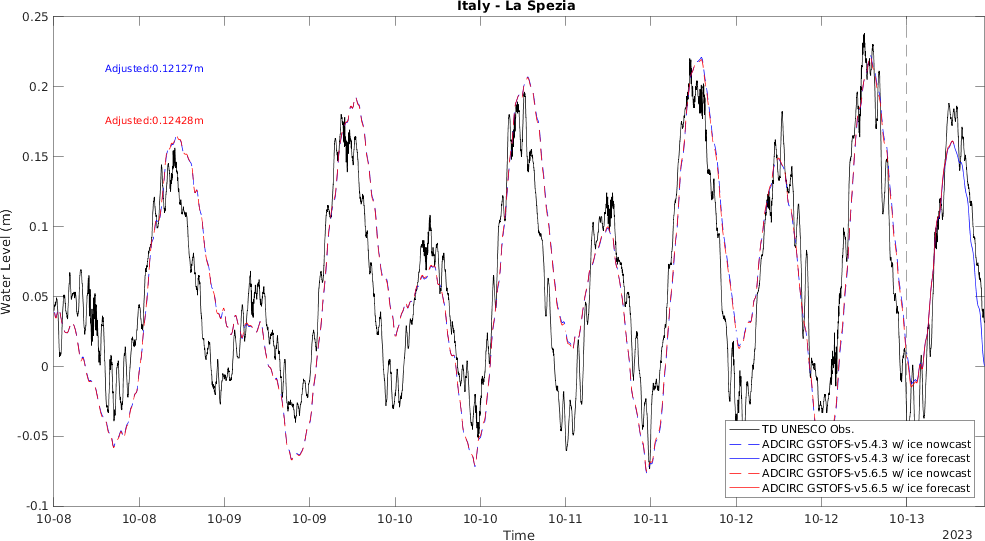 Italy - La Spezia
0.25
0.2
0.15
0.1
0.05
0
-0.05
-0.1
Water Level (m)
Adjusted:0.12127m
Adjusted:0.12428m
TD UNESCO Obs.
ADCIRC GSTOFS-v5.4.3 w/ ice nowcast
ADCIRC GSTOFS-v5.4.3 w/ ice forecast
ADCIRC GSTOFS-v5.6.5 w/ ice nowcast
ADCIRC GSTOFS-v5.6.5 w/ ice forecast
10-08 10-08 10-09 10-09 10-10 10-10 10-11 10-11 10-12 10-12 10-13
Time
2023